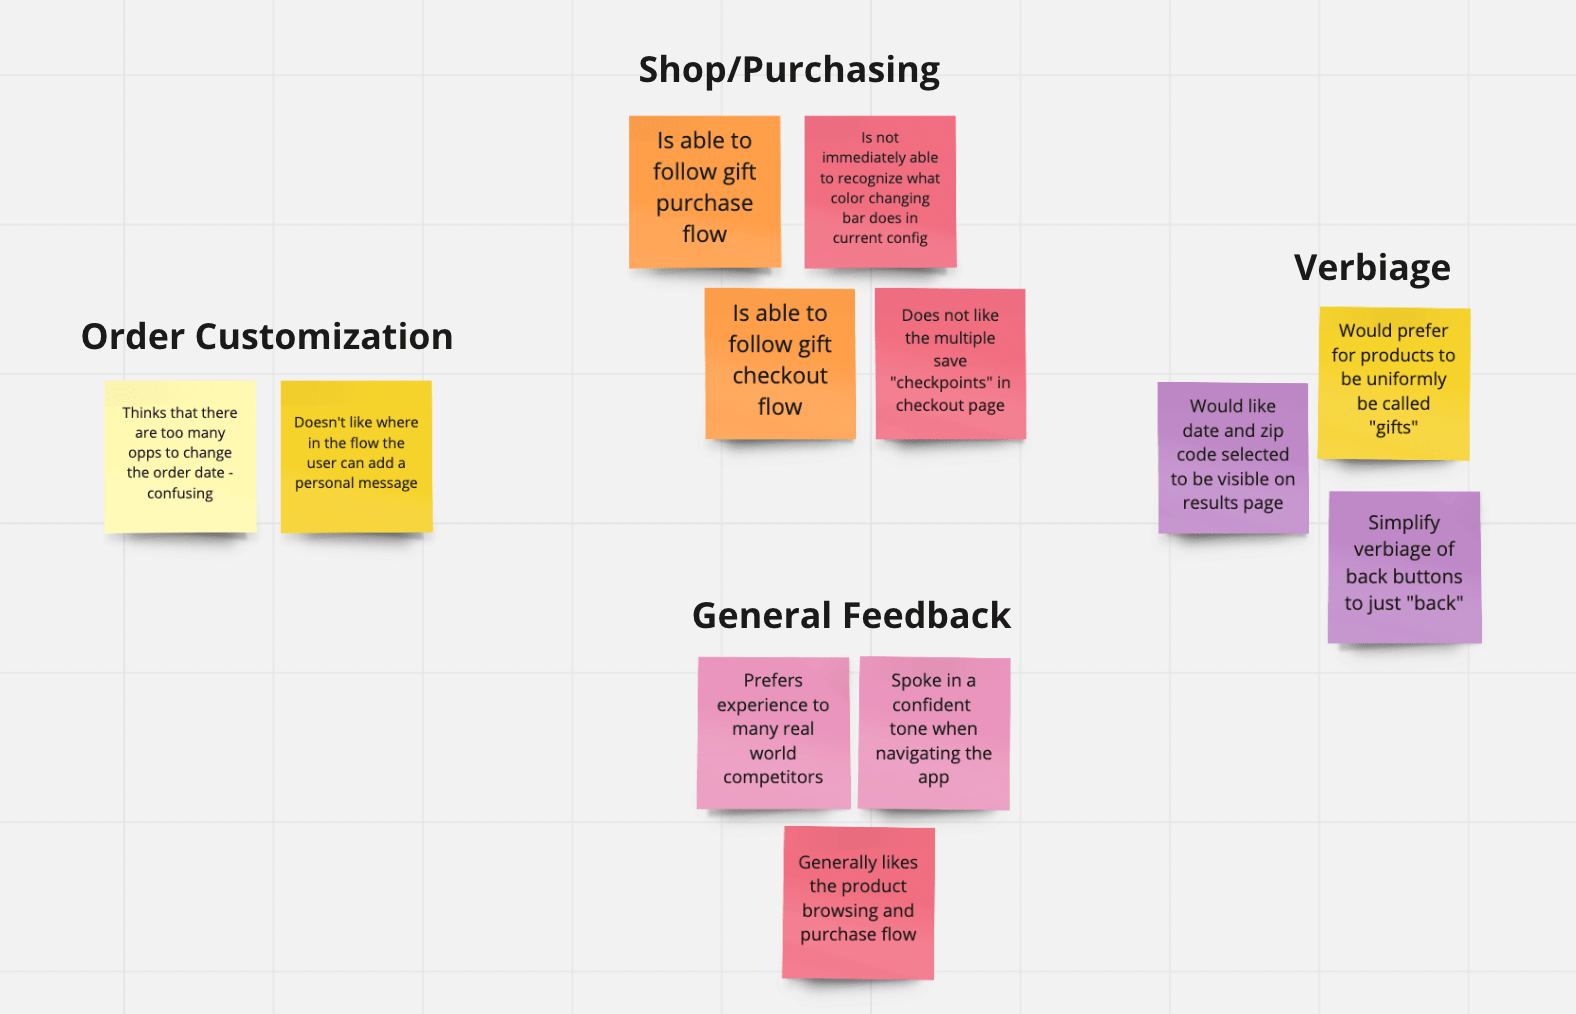 Shop/Purchasing
Is able to
follow gift
purchase
flow
Is not
immediately able
to recognize what
color changing
bar does in
current config
Is able to
follow gift
checkout
flow
Does not like
the multiple
save
"checkpoints" in
checkout page
Order Customization
Thinks that there
are too many
opps to change
the order date -
confusing
Doesn't like where
in the flow the
user can add a
personal message
Verbiage
Would prefer
for products to
be uniformly
be called
"gifts"
Would like
date and zip
code selected
to be visible on
results page
Simplify
verbiage of
back buttons
to just "back"
General Feedback
Prefers
experience to
many real
world
competitors
Spoke in a
confident
tone when
navigating the
app
Generally likes
the product
browsing and
purchase flow